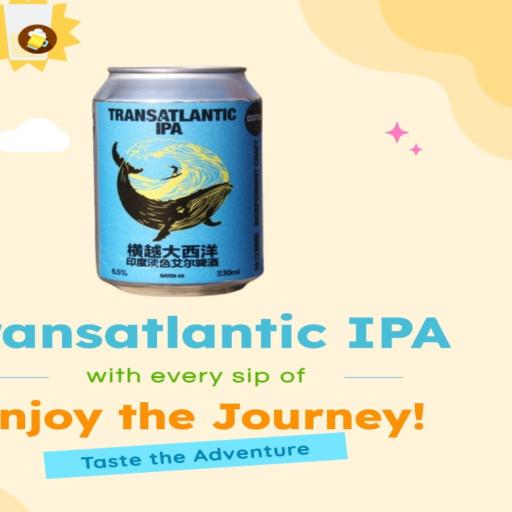 TRANSATLANTIC
IPA
横越大西洋
印度淡色艾尔啤酒
6.5%
330ml
ransatlantic IPA
with every sip of
njoy the Journey!
Taste the Adventure